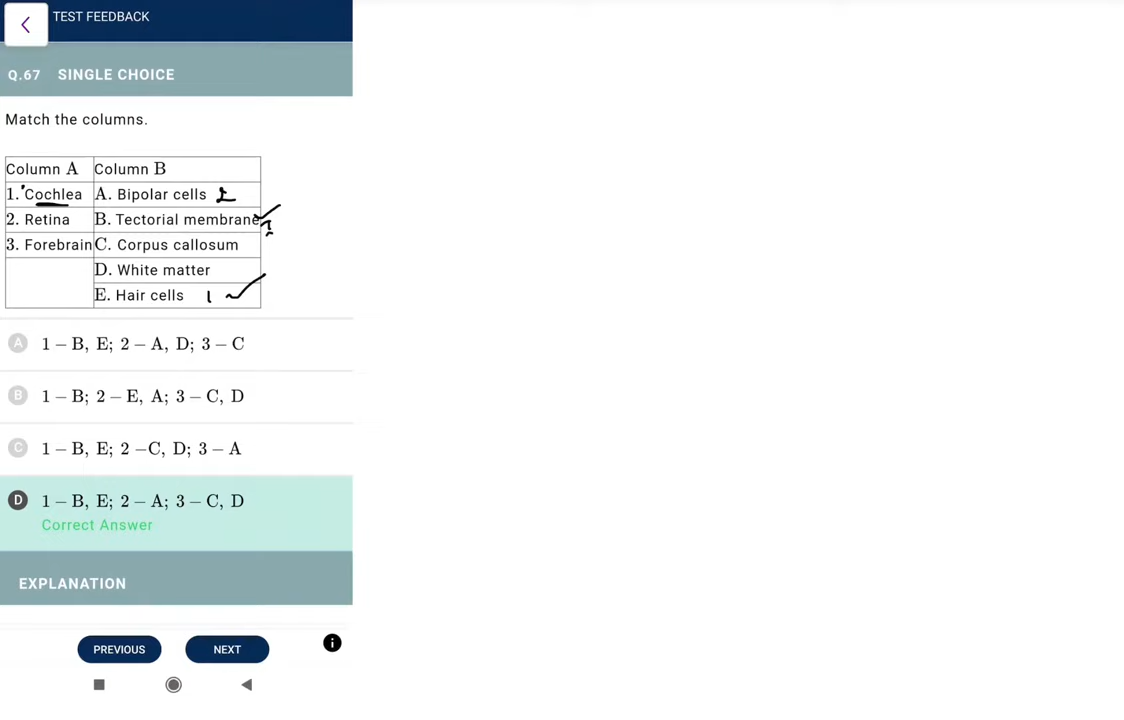 TEST FEEDBACK
Q.67 SINGLE CHOICE
Match the columns.
Column A Column B
1. Cochlea A. Bipolar cells 2
2. Retina B. Tectorial membrane
3. Forebrain C. Corpus callosum
D. White matter
E. Hair cells 1
A 1 – B, E; 2 – A, D; 3 – C
B 1 – B; 2 – E, A; 3 – C, D
C 1 – B, E; 2 –C, D; 3 – A
D 1 – B, E; 2 – A; 3 – C, D
Correct Answer
EXPLANATION
PREVIOUS NEXT i